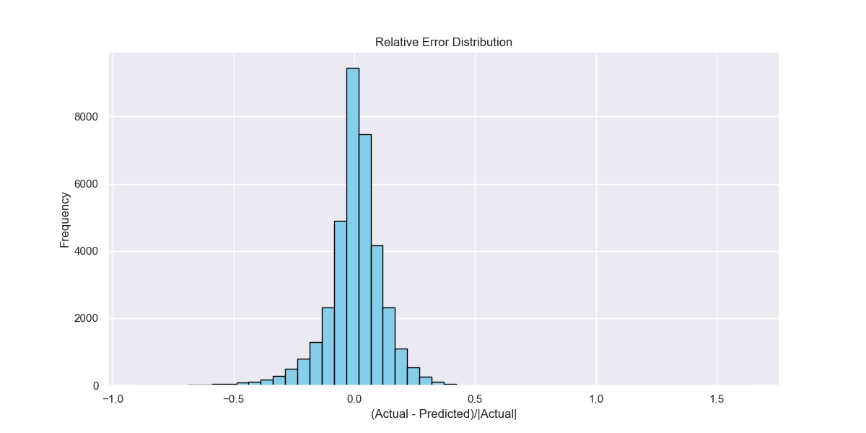 Relative Error Distribution
Frequency
8000
6000
4000
2000
0
−1.0 −0.5 0.0 0.5 1.0 1.5
(Actual - Predicted)/|Actual|